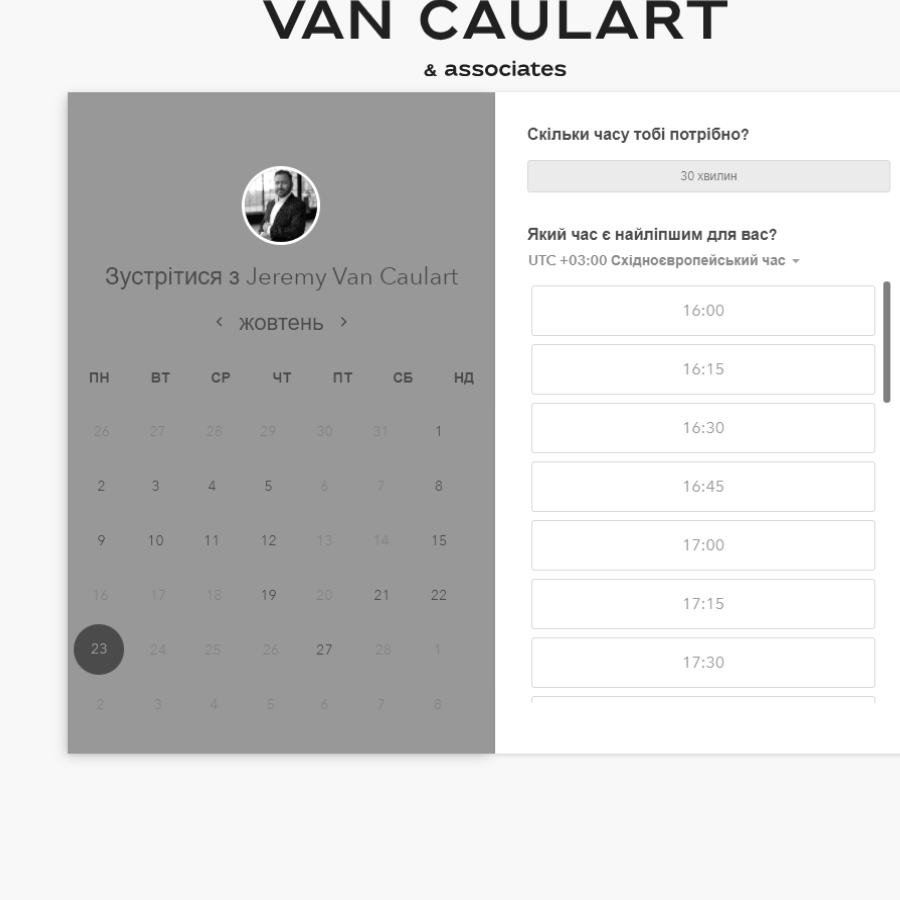 VAN CAULART
& associates
Зустрітися з Jeremy Van Caulart
жовтень
ПН ВТ СР ЧТ ПТ СБ НД
26 27 28 29 30 31 1
2 3 4 5 6 7 8
9 10 11 12 13 14 15
16 17 18 19 20 21 22
23 24 25 26 27 28 1
2 3 4 5 6 7 8
Скільки часу тобі потрібно?
30 хвилин
Який час є найліпшим для вас?
UTC +03:00 Східноєвропейський час
16:00
16:15
16:30
16:45
17:00
17:15
17:30